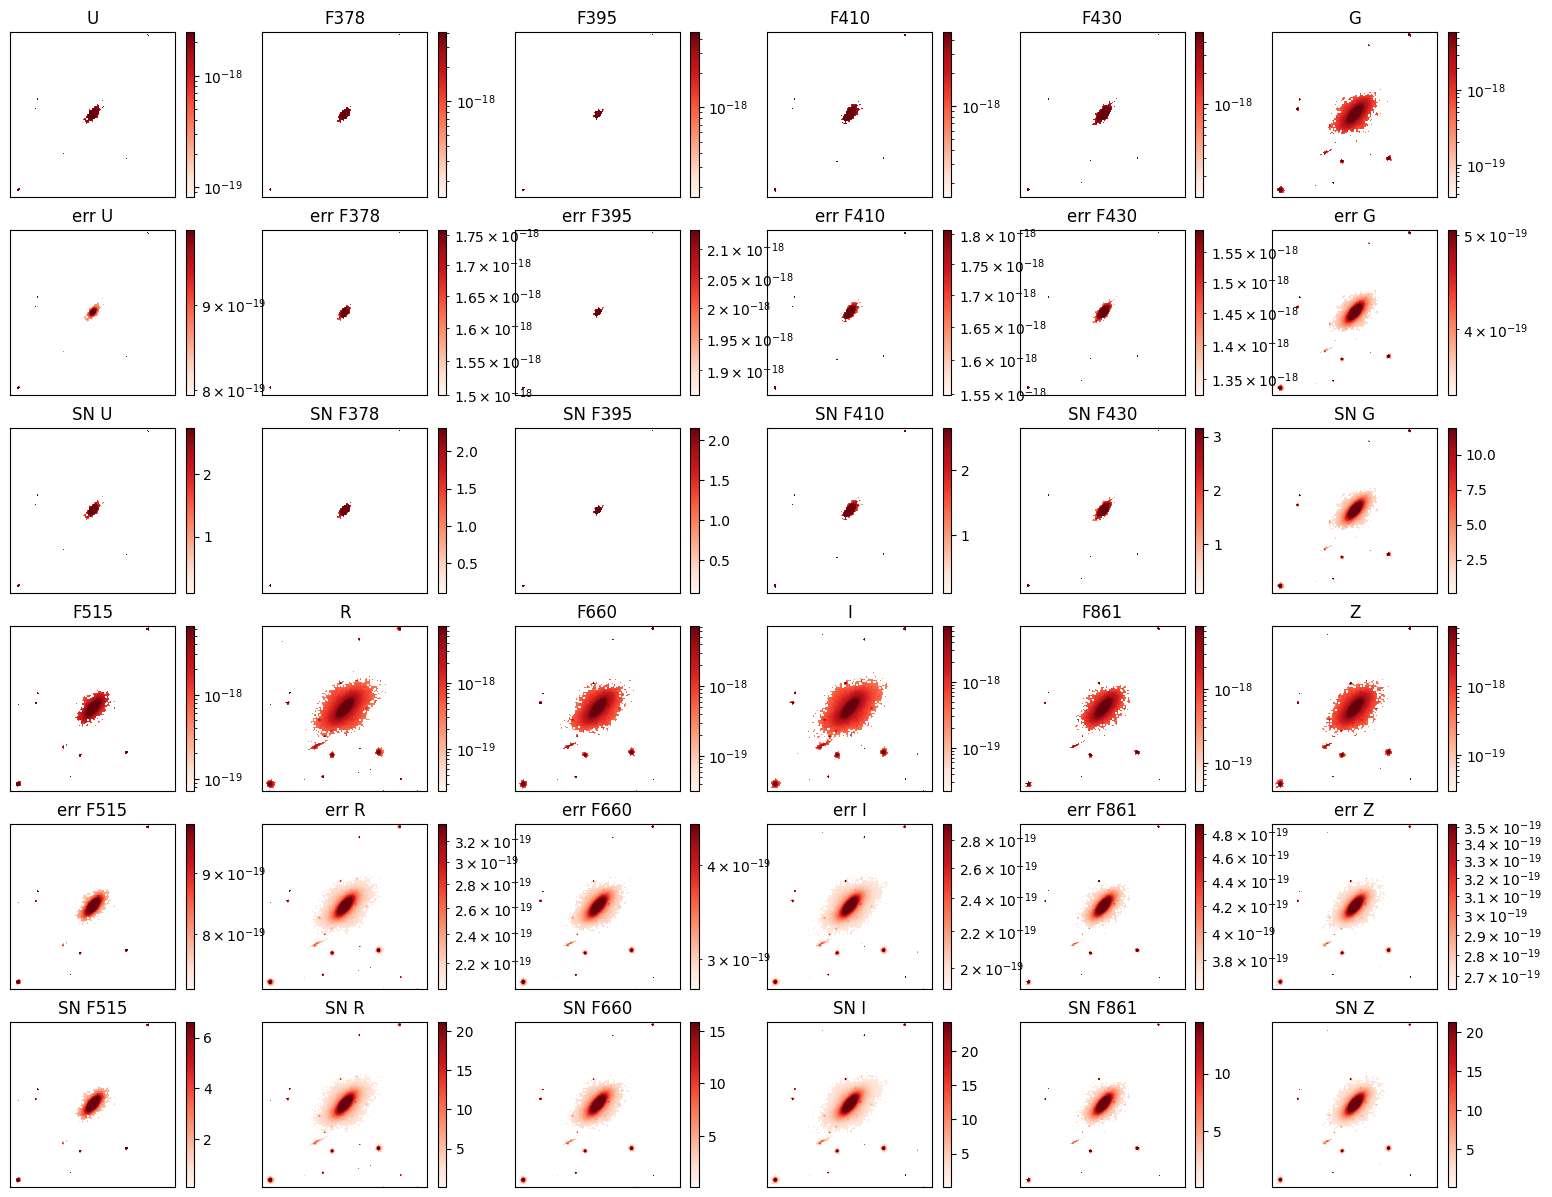 U F378 F395 F410 F430 G
10⁻¹⁸ 10⁻¹⁸ 10⁻¹⁸ 10⁻¹⁸ 10⁻¹⁸ 10⁻¹⁸
10⁻¹⁹ 10⁻¹⁹
err U err F378 err F395 err F410 err F430 err G
9×10⁻¹⁹ 1.75×10⁻¹⁸ 2.1×10⁻¹⁸ 1.8×10⁻¹⁸ 1.55×10⁻¹⁸ 5×10⁻¹⁹
8×10⁻¹⁹ 1.7×10⁻¹⁸ 2.05×10⁻¹⁸ 1.75×10⁻¹⁸ 1.5×10⁻¹⁸ 4×10⁻¹⁹
1.65×10⁻¹⁸ 2×10⁻¹⁸ 1.7×10⁻¹⁸ 1.45×10⁻¹⁸
1.6×10⁻¹⁸ 1.95×10⁻¹⁸ 1.65×10⁻¹⁸ 1.4×10⁻¹⁸
1.55×10⁻¹⁸ 1.9×10⁻¹⁸ 1.6×10⁻¹⁸ 1.35×10⁻¹⁸
1.5×10⁻¹⁸ 1.55×10⁻¹⁸
SN U SN F378 SN F395 SN F410 SN F430 SN G
2 2.0 2.0 2 3 10.0
1 1.5 1.5 1 2 7.5
1.0 1.0 1 5.0
0.5 0.5 2.5
F515 R F660 I F861 Z
10⁻¹⁸ 10⁻¹⁸ 10⁻¹⁸ 10⁻¹⁸ 10⁻¹⁸ 10⁻¹⁸
10⁻¹⁹ 10⁻¹⁹ 10⁻¹⁹ 10⁻¹⁹ 10⁻¹⁹ 10⁻¹⁹
err F515 err R err F660 err I err F861 err Z
9×10⁻¹⁹ 3.2×10⁻¹⁹ 4×10⁻¹⁹ 2.8×10⁻¹⁹ 4.8×10⁻¹⁹ 3.5×10⁻¹⁹
8×10⁻¹⁹ 3×10⁻¹⁹ 3×10⁻¹⁹ 2.6×10⁻¹⁹ 4.6×10⁻¹⁹ 3.4×10⁻¹⁹
2.8×10⁻¹⁹ 2.4×10⁻¹⁹ 4.4×10⁻¹⁹ 3.3×10⁻¹⁹
2.6×10⁻¹⁹ 2.2×10⁻¹⁹ 4.2×10⁻¹⁹ 3.2×10⁻¹⁹
2.4×10⁻¹⁹ 2×10⁻¹⁹ 4×10⁻¹⁹ 3.1×10⁻¹⁹
2.2×10⁻¹⁹ 3.8×10⁻¹⁹ 3×10⁻¹⁹
2.9×10⁻¹⁹
2.8×10⁻¹⁹
2.7×10⁻¹⁹
SN F515 SN R SN F660 SN I SN F861 SN Z
6 20 15 20 10 20
4 15 10 15 5 15
2 10 5 10 10
5 5 5